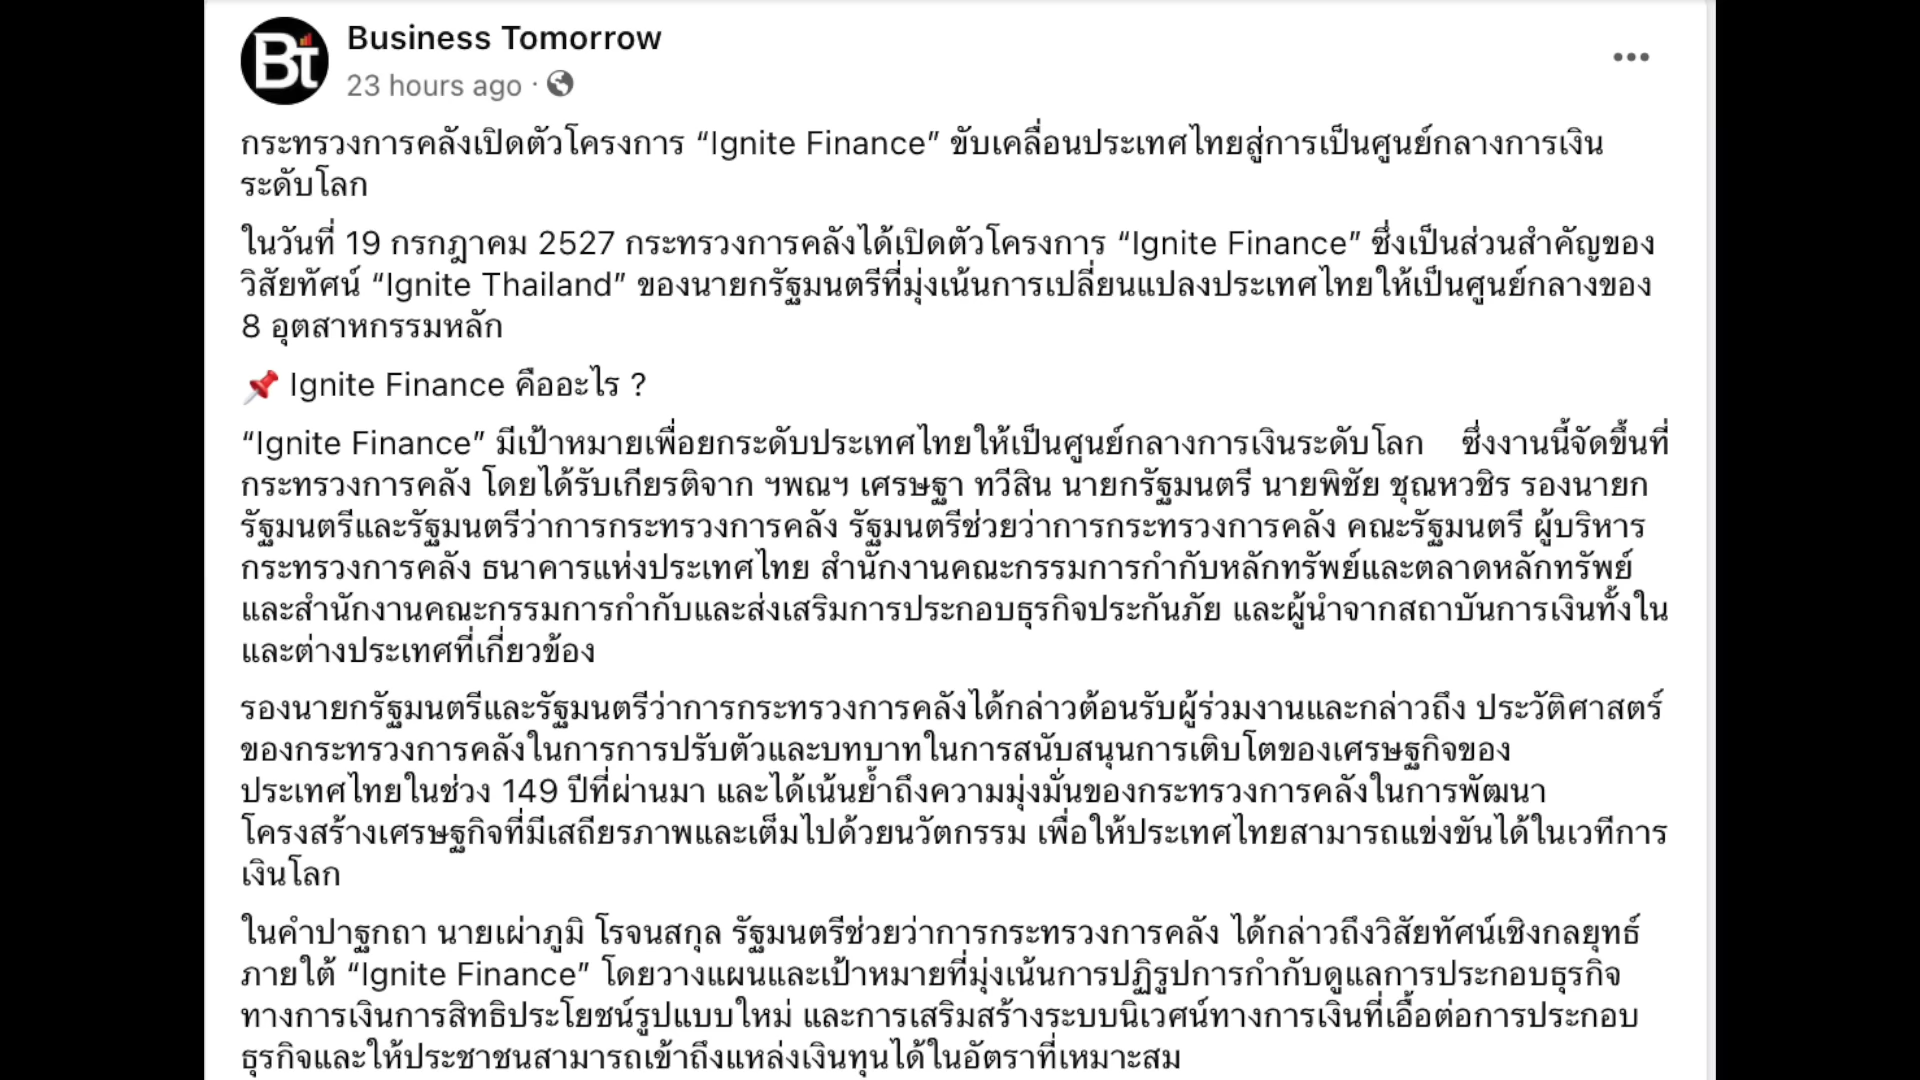 Bt
Business Tomorrow
23 hours ago ·
กระทรวงการคลังเปิดตัวโครงการ “Ignite Finance” ขับเคลื่อนประเทศไทยสู่การเป็นศูนย์กลางการเงิน
ระดับโลก
ในวันที่ 19 กรกฎาคม 2527 กระทรวงการคลังได้เปิดตัวโครงการ “Ignite Finance” ซึ่งเป็นส่วนสำคัญของ
วิสัยทัศน์ “Ignite Thailand” ของนายกรัฐมนตรีที่มุ่งเน้นการเปลี่ยนแปลงประเทศไทยให้เป็นศูนย์กลางของ
8 อุตสาหกรรมหลัก
📌 Ignite Finance คืออะไร ?
“Ignite Finance” มีเป้าหมายเพื่อยกระดับประเทศไทยให้เป็นศูนย์กลางการเงินระดับโลก ซึ่งงานนี้จัดขึ้นที่
กระทรวงการคลัง โดยได้รับเกียรติจาก ฯพณฯ เศรษฐา ทวีสิน นายกรัฐมนตรี นายพิชัย ชุณหวชิร รองนายก
รัฐมนตรีและรัฐมนตรีว่าการกระทรวงการคลัง รัฐมนตรีช่วยว่าการกระทรวงการคลัง คณะรัฐมนตรี ผู้บริหาร
กระทรวงการคลัง ธนาคารแห่งประเทศไทย สำนักงานคณะกรรมการกำกับหลักทรัพย์และตลาดหลักทรัพย์
และสำนักงานคณะกรรมการกำกับและส่งเสริมการประกอบธุรกิจประกันภัย และผู้นำจากสถาบันการเงินทั้งใน
และต่างประเทศที่เกี่ยวข้อง
รองนายกรัฐมนตรีและรัฐมนตรีว่าการกระทรวงการคลังได้กล่าวต้อนรับผู้ร่วมงานและกล่าวถึง ประวัติศาสตร์
ของกระทรวงการคลังในการการปรับตัวและบทบาทในการสนับสนุนการเติบโตของเศรษฐกิจของ
ประเทศไทยในช่วง 149 ปีที่ผ่านมา และได้เน้นย้ำถึงความมุ่งมั่นของกระทรวงการคลังในการพัฒนา
โครงสร้างเศรษฐกิจที่มีเสถียรภาพและเต็มไปด้วยนวัตกรรม เพื่อให้ประเทศไทยสามารถแข่งขันได้ในเวทีการ
เงินโลก
ในคำปาฐกถา นายเผ่าภูมิ โรจนสกุล รัฐมนตรีช่วยว่าการกระทรวงการคลัง ได้กล่าวถึงวิสัยทัศน์เชิงกลยุทธ์
ภายใต้ “Ignite Finance” โดยวางแผนและเป้าหมายที่มุ่งเน้นการปฏิรูปการกำกับดูแลการประกอบธุรกิจ
ทางการเงินการสิทธิประโยชน์รูปแบบใหม่ และการเสริมสร้างระบบนิเวศน์ทางการเงินที่เอื้อต่อการประกอบ
ธุรกิจและให้ประชาชนสามารถเข้าถึงแหล่งเงินทุนได้ในอัตราที่เหมาะสม